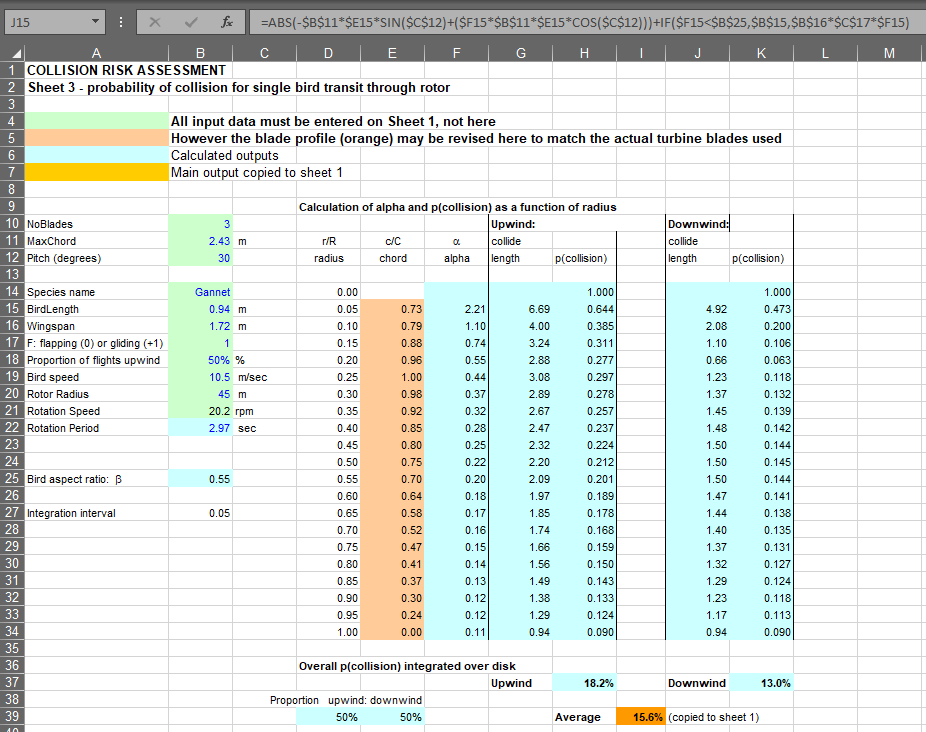 J15 fx =ABS(-$B$11*$E15*SIN($C$12)+($F15*$B$11*$E15*COS($C$12)))+IF($F15<$B$25,$B$15,$B$16*$C$17*$F15)
A B C D E F G H I J K L M
1 COLLISION RISK ASSESSMENT
2 Sheet 3 - probability of collision for single bird transit through rotor
3
4 All input data must be entered on Sheet 1, not here
5 However the blade profile (orange) may be revised here to match the actual turbine blades used
6 Calculated outputs
7 Main output copied to sheet 1
8
9 Calculation of alpha and p(collision) as a function of radius
10 NoBlades 3 Upwind: Downwind:
11 MaxChord 2.43 m r/R c/C α collide collide
12 Pitch (degrees) 30 radius chord alpha length p(collision) length p(collision)
13
14 Species name Gannet 0.00 1.000 1.000
15 BirdLength 0.94 m 0.05 0.73 2.21 6.69 0.644 4.92 0.473
16 Wingspan 1.72 m 0.10 0.79 1.10 4.00 0.385 2.08 0.200
17 F: flapping (0) or gliding (+1) 1 0.15 0.88 0.74 3.24 0.311 1.10 0.106
18 Proportion of flights upwind 50% % 0.20 0.96 0.55 2.88 0.277 0.66 0.063
19 Bird speed 10.5 m/sec 0.25 1.00 0.44 3.08 0.297 1.23 0.118
20 Rotor Radius 45 m 0.30 0.98 0.37 2.89 0.278 1.37 0.132
21 Rotation Speed 20.2 rpm 0.35 0.92 0.32 2.67 0.257 1.45 0.139
22 Rotation Period 2.97 sec 0.40 0.85 0.28 2.47 0.237 1.48 0.142
23 0.45 0.80 0.25 2.32 0.224 1.50 0.144
24 0.50 0.75 0.22 2.20 0.212 1.50 0.145
25 Bird aspect ratio: β 0.55 0.55 0.70 0.20 2.09 0.201 1.50 0.144
26 0.60 0.64 0.18 1.97 0.189 1.47 0.141
27 Integration interval 0.05 0.65 0.58 0.17 1.85 0.178 1.44 0.138
28 0.70 0.52 0.16 1.74 0.168 1.40 0.135
29 0.75 0.47 0.15 1.66 0.159 1.37 0.131
30 0.80 0.41 0.14 1.56 0.150 1.32 0.127
31 0.85 0.37 0.13 1.49 0.143 1.29 0.124
32 0.90 0.30 0.12 1.38 0.133 1.23 0.118
33 0.95 0.24 0.12 1.29 0.124 1.17 0.113
34 1.00 0.00 0.11 0.94 0.090 0.94 0.090
35
36 Overall p(collision) integrated over disk
37 Upwind 18.2% Downwind 13.0%
38 Proportion upwind: downwind
39 50% 50% Average 15.6% (copied to sheet 1)